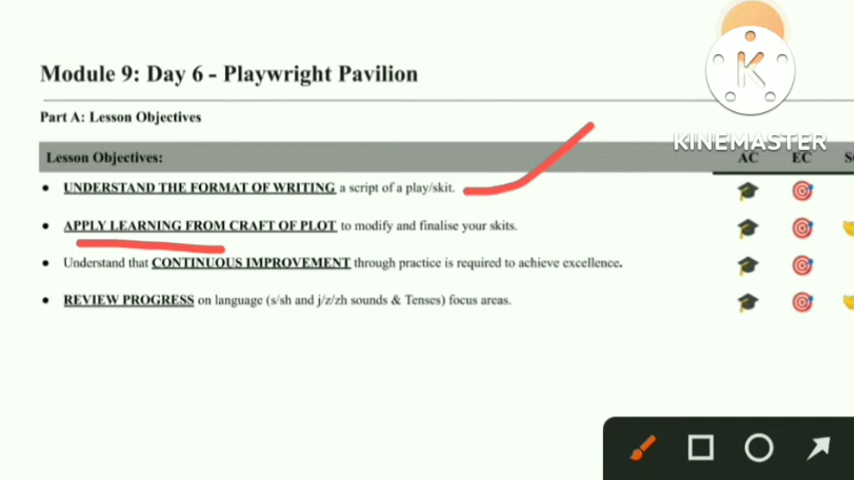 Module 9: Day 6 - Playwright Pavilion
KINEMASTER
Part A: Lesson Objectives
Lesson Objectives: AC EC
• UNDERSTAND THE FORMAT OF WRITING a script of a play/skit.
• APPLY LEARNING FROM CRAFT OF PLOT to modify and finalise your skits.
• Understand that CONTINUOUS IMPROVEMENT through practice is required to achieve excellence.
• REVIEW PROGRESS on language (s/sh and j/z/zh sounds & Tenses) focus areas.